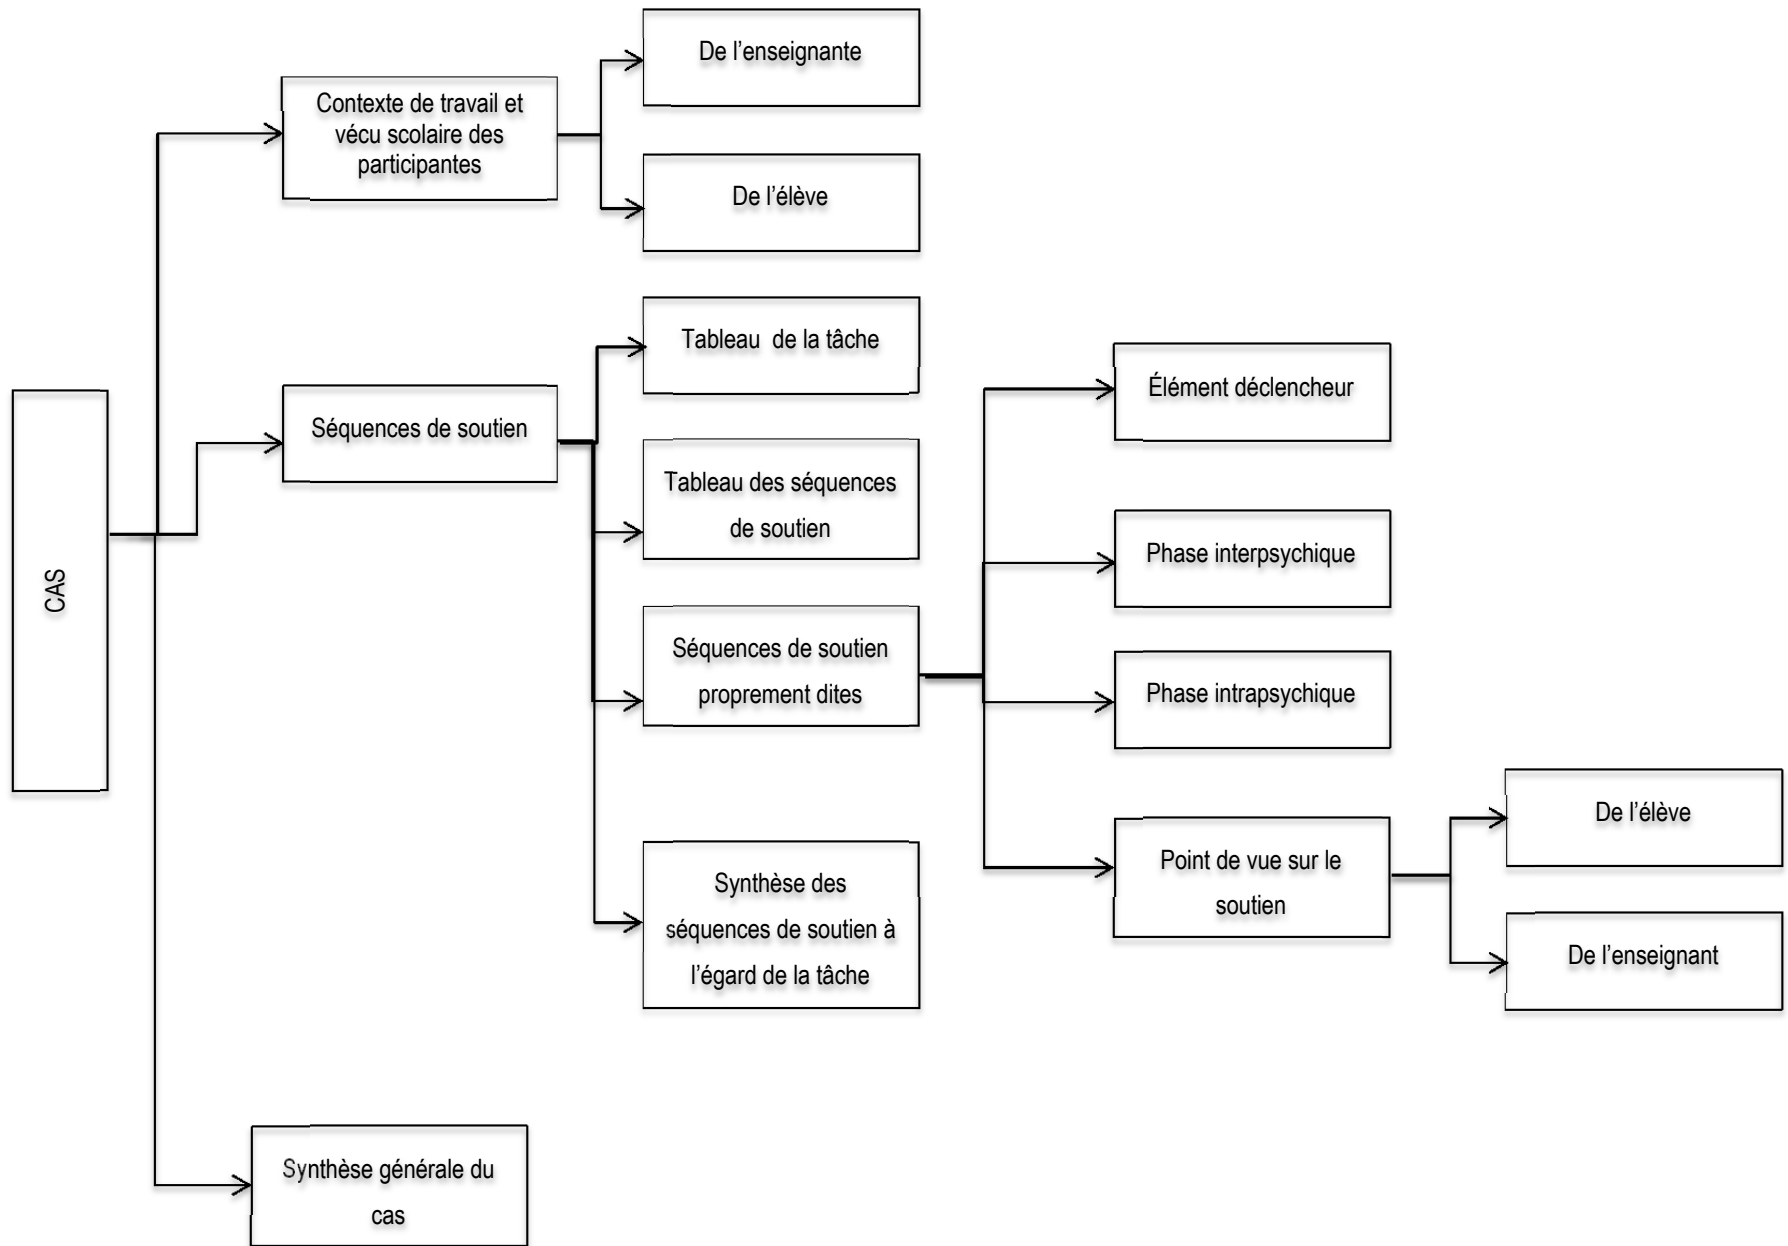 CAS
Contexte de travail et
vécu scolaire des
participantes
De l’enseignante
De l’élève
Séquences de soutien
Tableau de la tâche
Tableau des séquences
de soutien
Séquences de soutien
proprement dites
Élément déclencheur
Phase interpsychique
Phase intrapsychique
Point de vue sur le
soutien
De l’élève
De l’enseignant
Synthèse des
séquences de soutien à
l’égard de la tâche
Synthèse générale du
cas